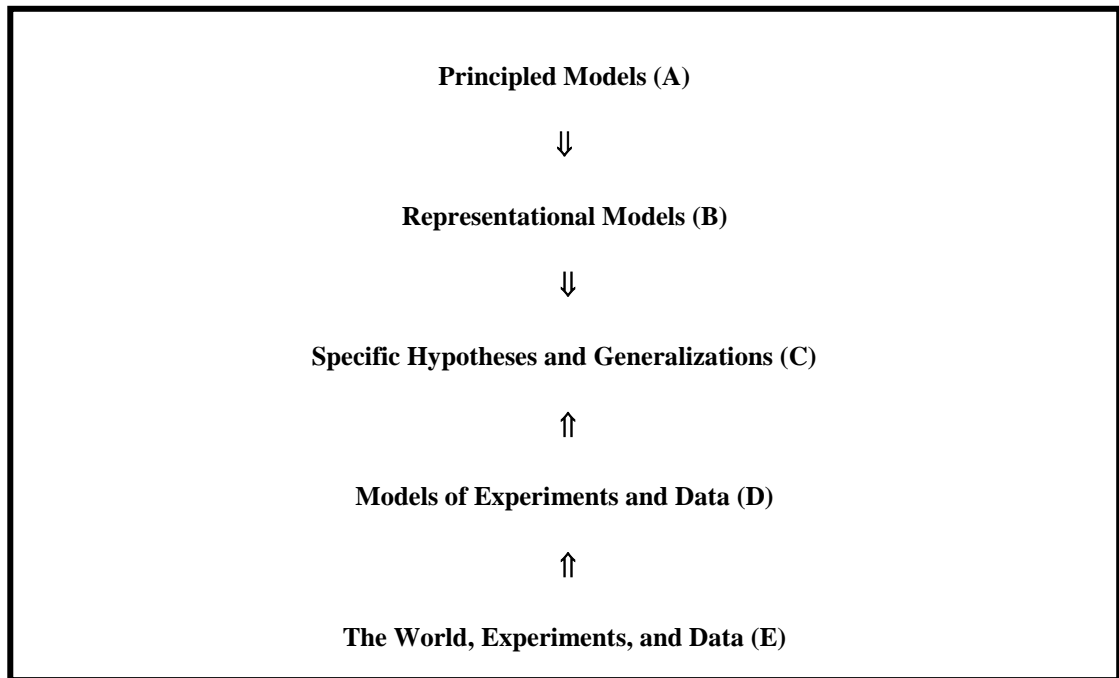 Principled Models (A)
⇓
Representational Models (B)
⇓
Specific Hypotheses and Generalizations (C)
⇑
Models of Experiments and Data (D)
⇑
The World, Experiments, and Data (E)